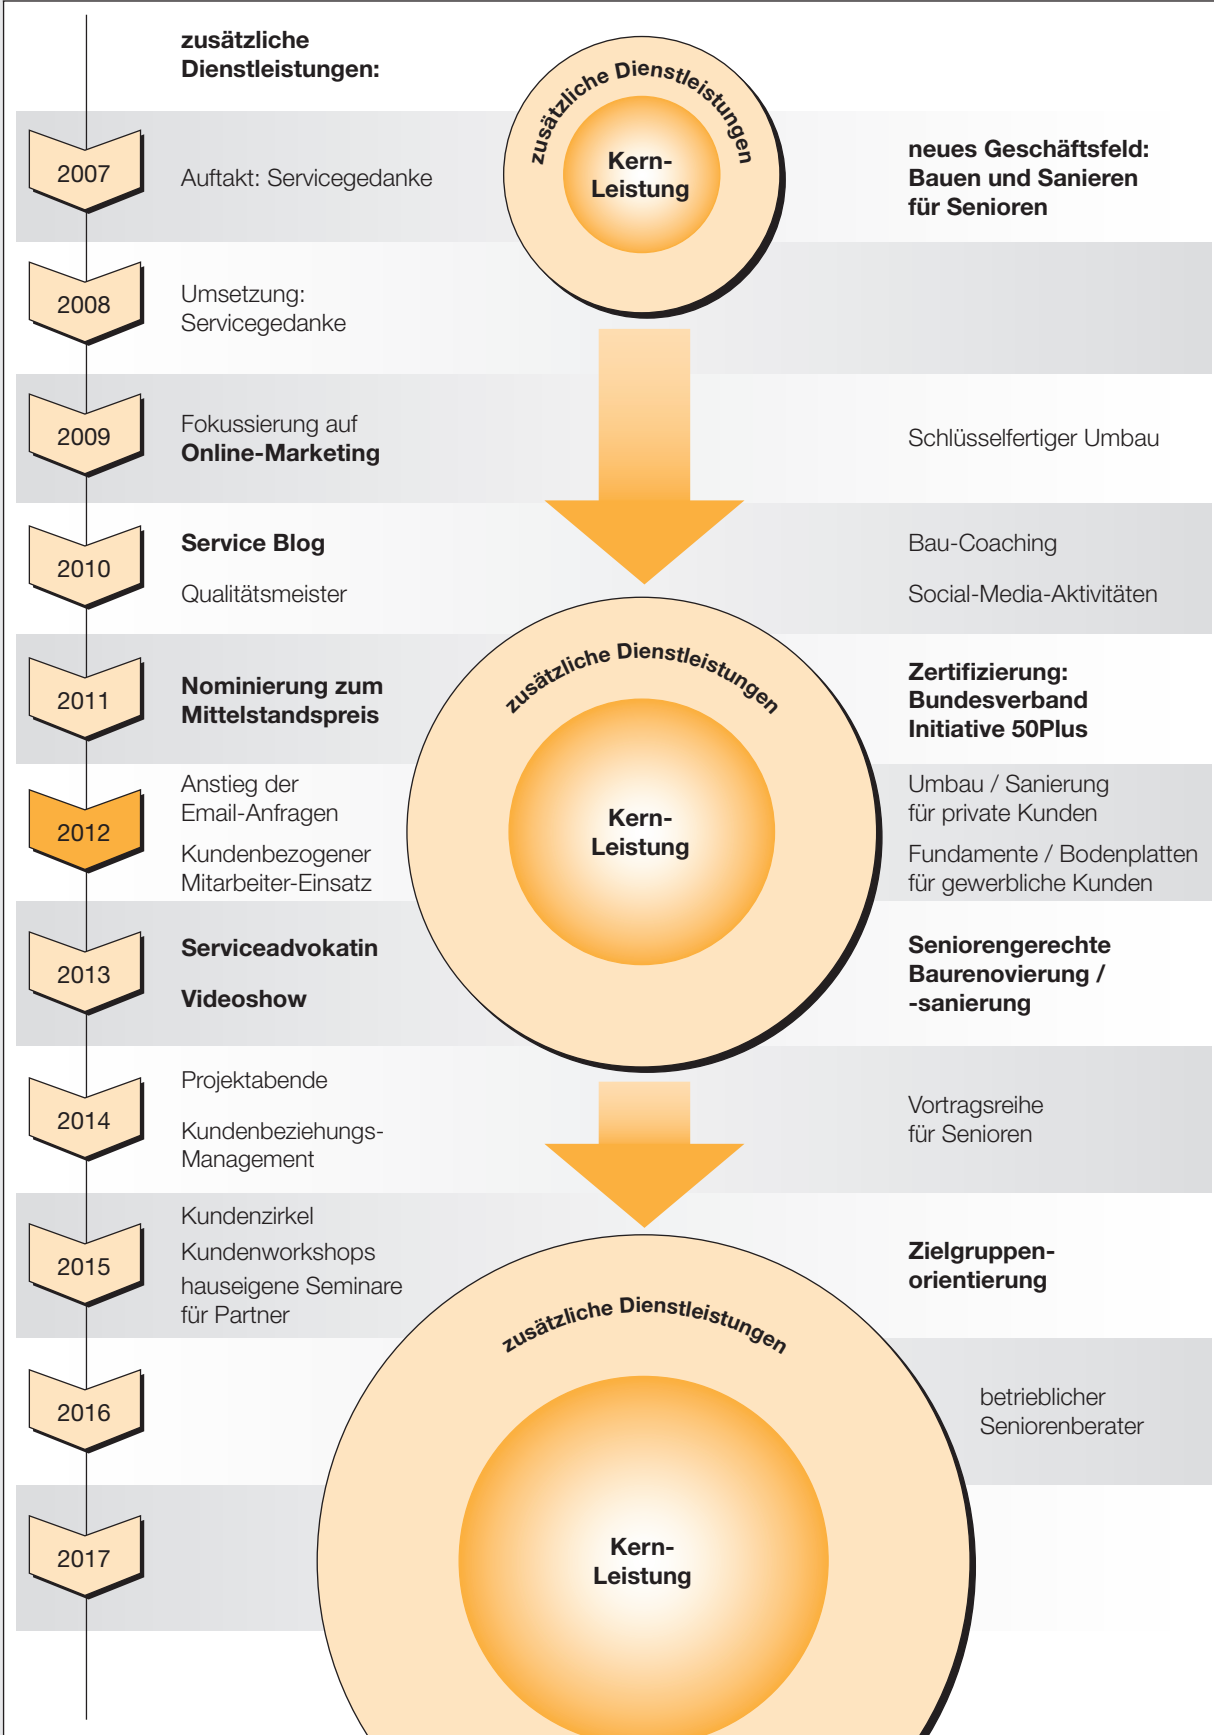 zusätzliche
Dienstleistungen:
zusätzliche Dienstleistungen
Kern-
Leistung
2007
Auftakt: Servicegedanke
neues Geschäftsfeld:
Bauen und Sanieren
für Senioren
2008
Umsetzung:
Servicegedanke
2009
Fokussierung auf
Online-Marketing
Schlüsselfertiger Umbau
2010
Service Blog
Qualitätsmeister
Bau-Coaching
Social-Media-Aktivitäten
zusätzliche Dienstleistungen
Kern-
Leistung
2011
Nominierung zum
Mittelstandspreis
Zertifizierung:
Bundesverband
Initiative 50Plus
2012
Anstieg der
Email-Anfragen
Kundenbezogener
Mitarbeiter-Einsatz
Umbau / Sanierung
für private Kunden
Fundamente / Bodenplatten
für gewerbliche Kunden
2013
Serviceadvokatin
Videoshow
Seniorengerechte
Baurenovierung /
-sanierung
2014
Projektabende
Kundenbeziehungs-
Management
Vortragsreihe
für Senioren
2015
Kundenzirkel
Kundenworkshops
hauseigene Seminare
für Partner
Zielgruppen-
orientierung
zusätzliche Dienstleistungen
2016
betrieblicher
Seniorenberater
2017
Kern-
Leistung